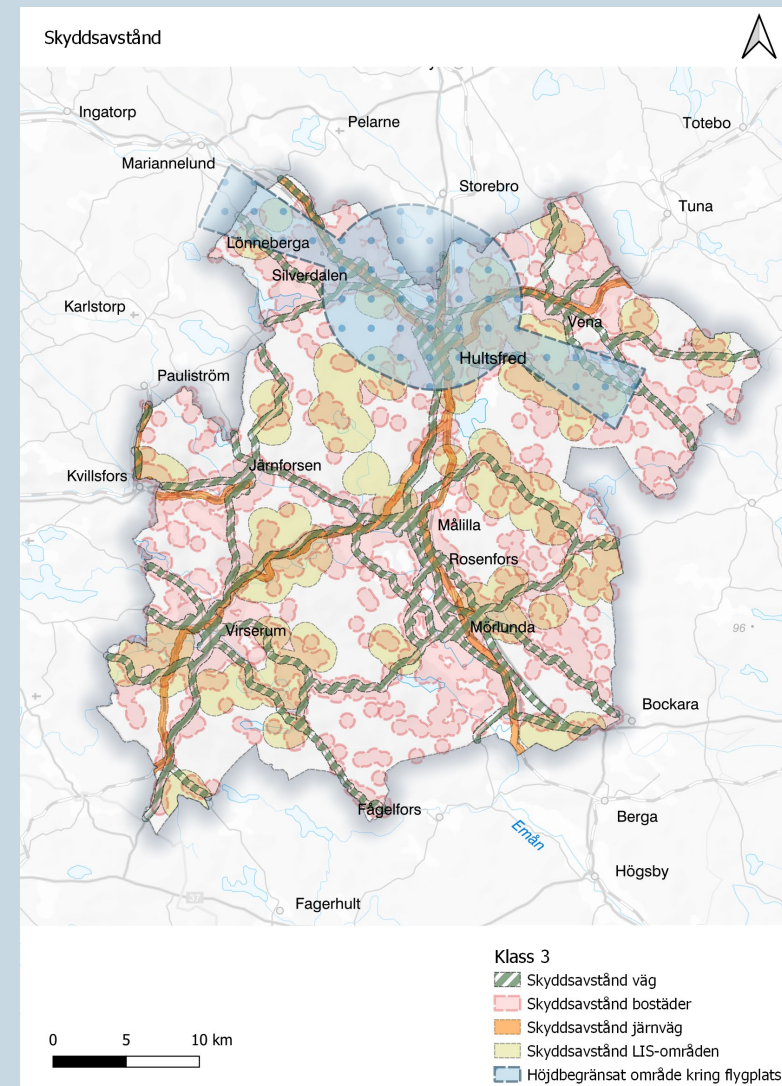 Skyddsavstånd
Ingatorp
Pelarne
Totebo
Mariannelund
Storebro
Tuna
Lönneberga
Silverdalen
Karlstorp
Vena
Hultsfred
Pauliström
Kvillsfors
Järnforsen
Målilla
Rosenfors
Virserum
Mörlunda
96
Bockara
Fågelfors
Berga
Emån
Högsby
Fagerhult
Klass 3
Skyddsavstånd väg
Skyddsavstånd bostäder
Skyddsavstånd järnväg
Skyddsavstånd LIS-områden
Höjdbegränsat område kring flygplats
0 5 10 km